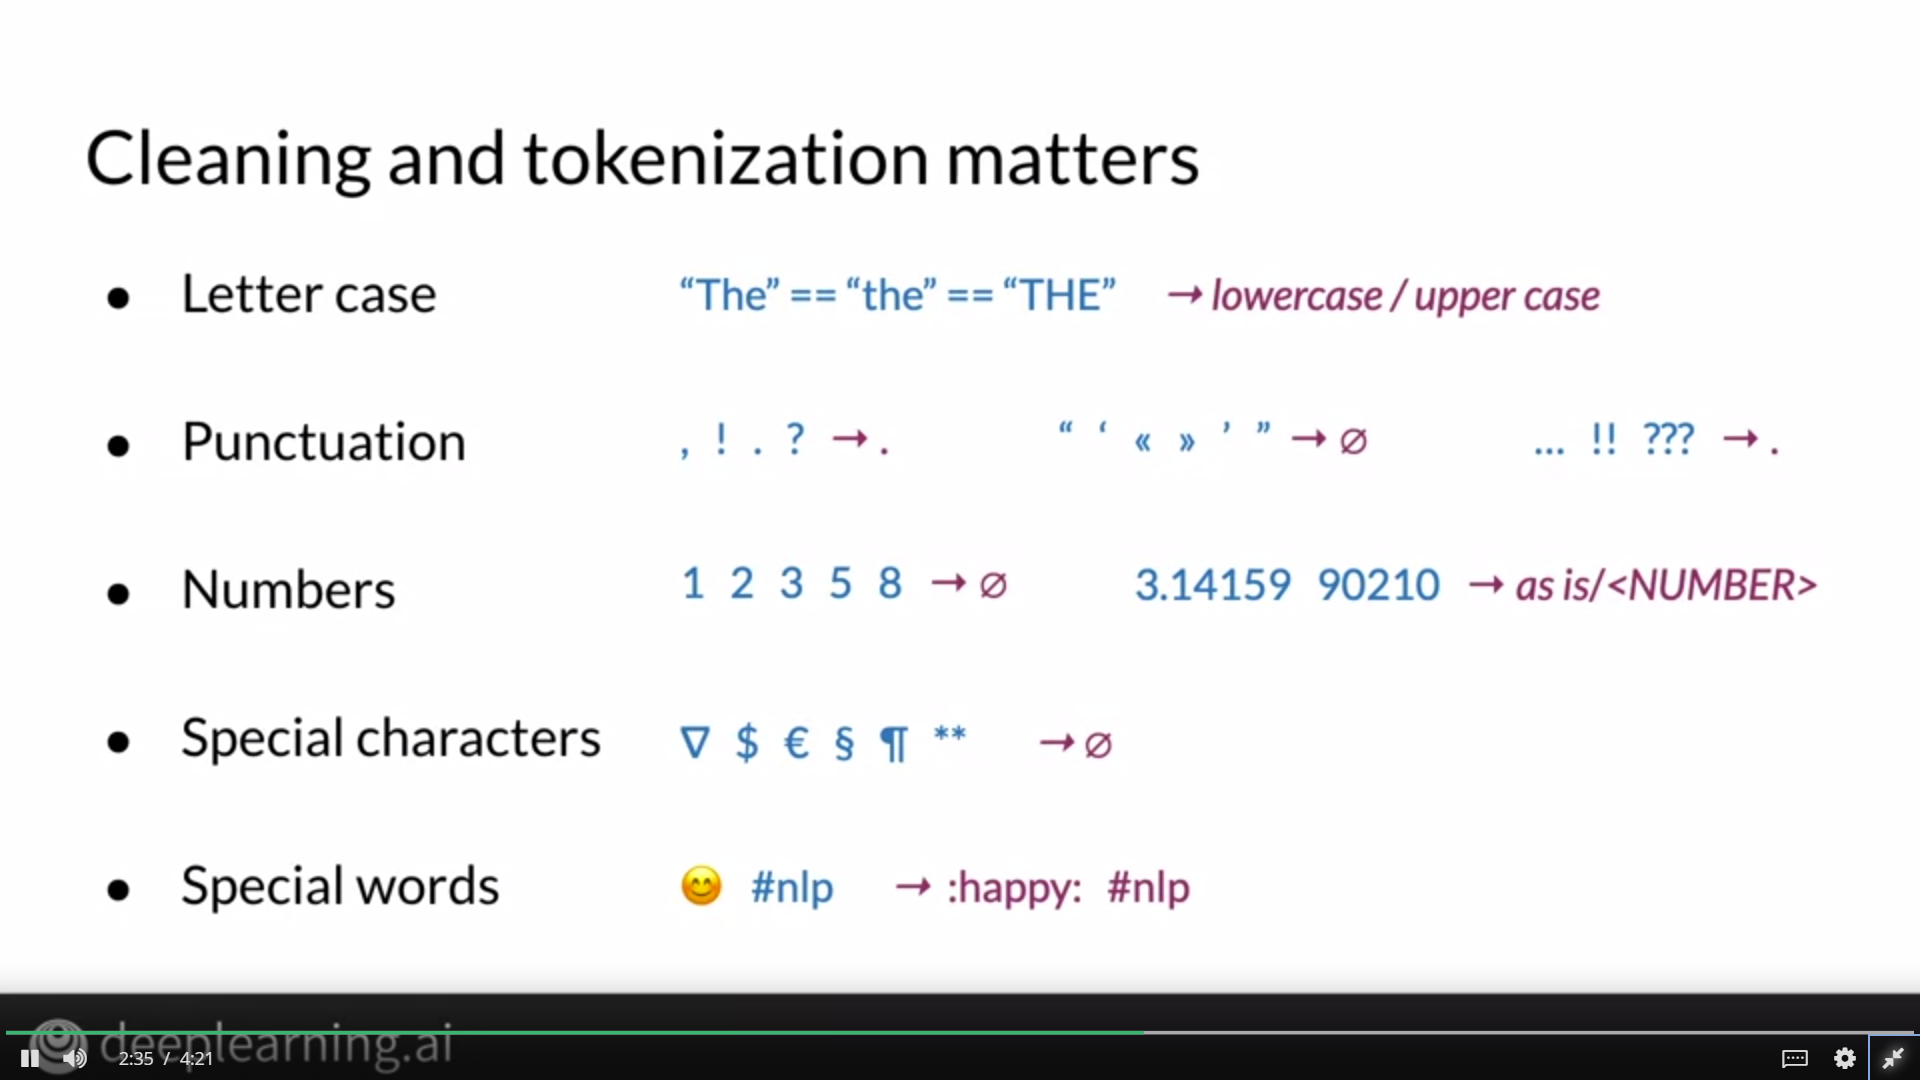 Cleaning and tokenization matters
● Letter case “The” == “the” == “THE” → lowercase / upper case
● Punctuation , ! . ? → . “ ‘ « » ’ ” → ∅ ... !! ??? → .
● Numbers 1 2 3 5 8 → ∅ 3.14159 90210 → as is/<NUMBER>
● Special characters ∇ $ € § ¶ ** → ∅
● Special words 😊 #nlp → :happy: #nlp
deeplearning.ai
2:35 / 4:21